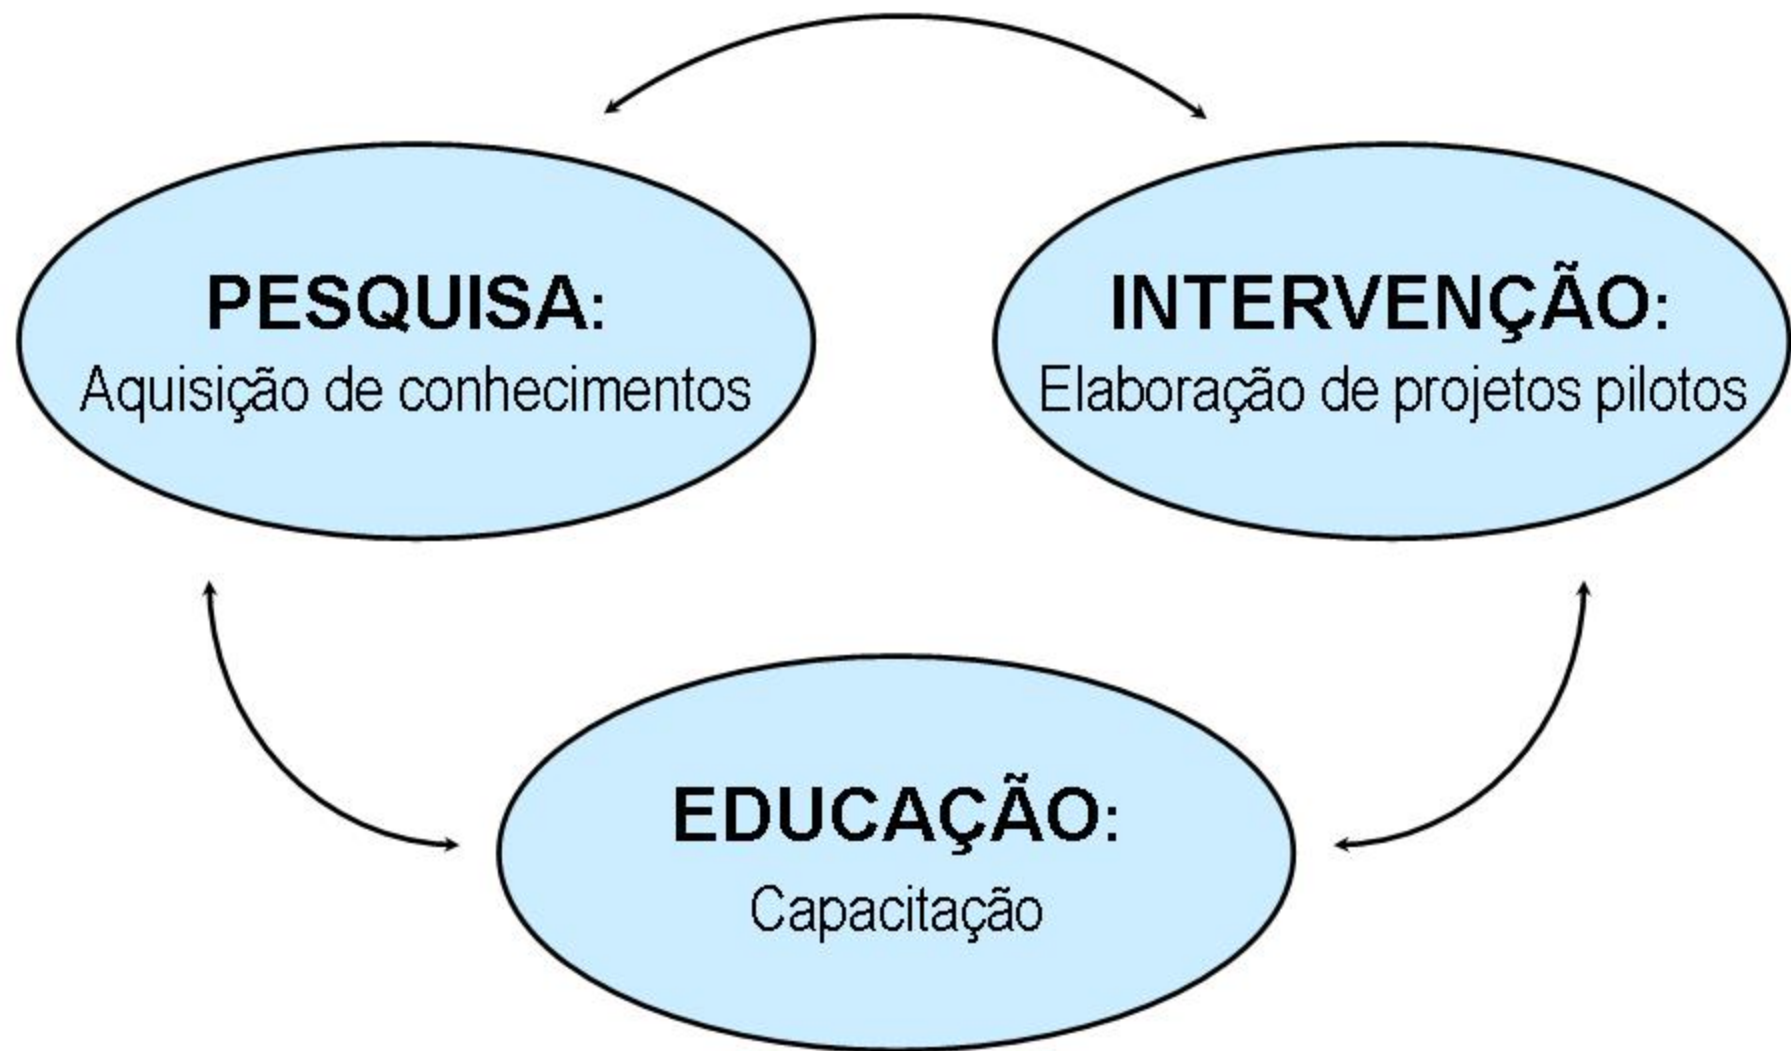 PESQUISA:
Aquisição de conhecimentos
INTERVENÇÃO:
Elaboração de projetos pilotos
EDUCAÇÃO:
Capacitação